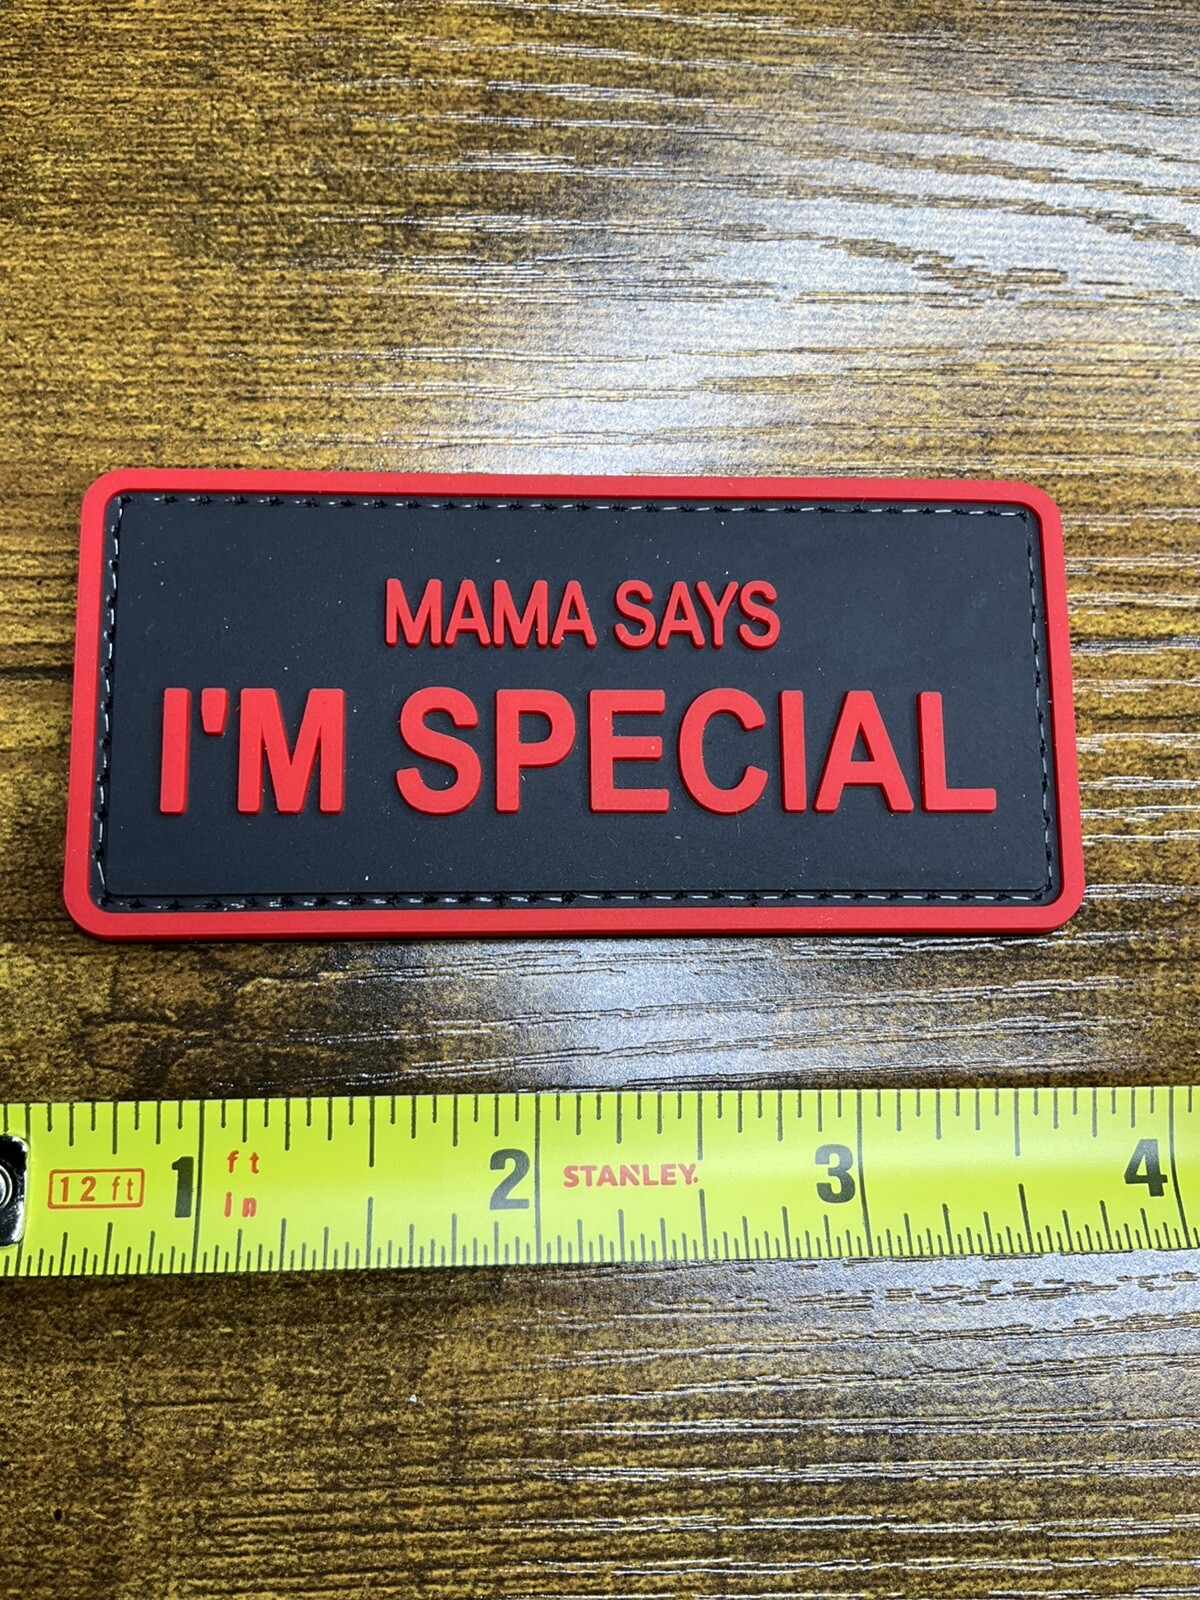 MAMA SAYS
I'M SPECIAL
12 ft 1 ft 2 STANLEY. 3 4
in